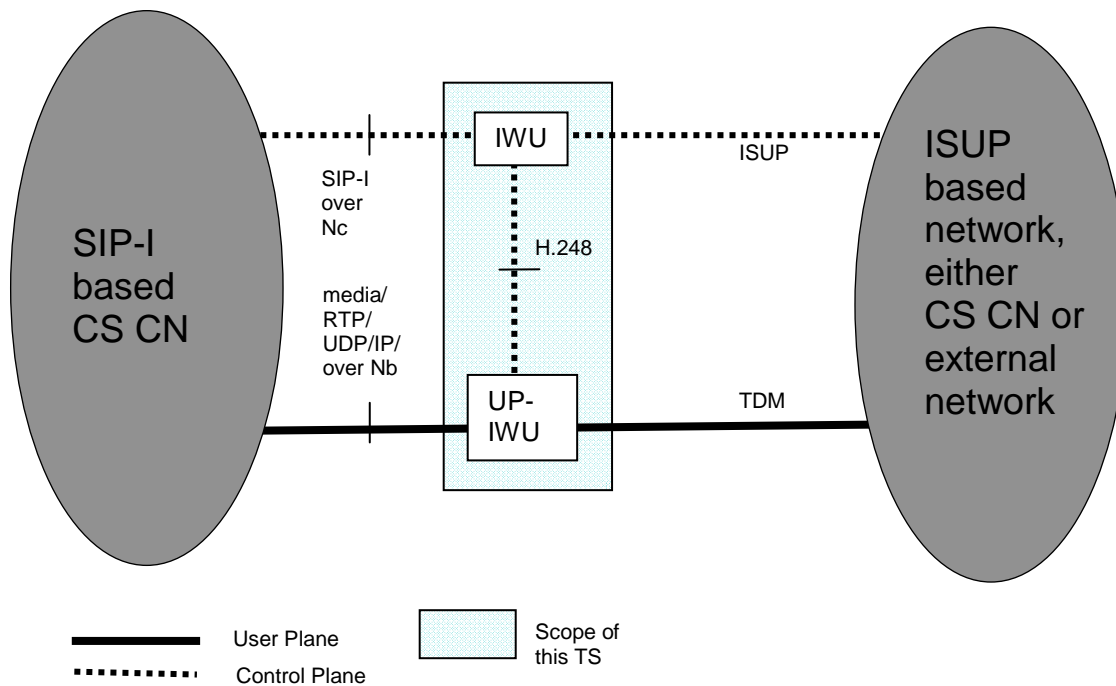 SIP-I
based
CS CN
SIP-I
over
Nc
media/
RTP/
UDP/IP/
over Nb
IWU
H.248
UP-
IWU
ISUP
TDM
ISUP
based
network,
either
CS CN or
external
network
User Plane
Control Plane
Scope of
this TS